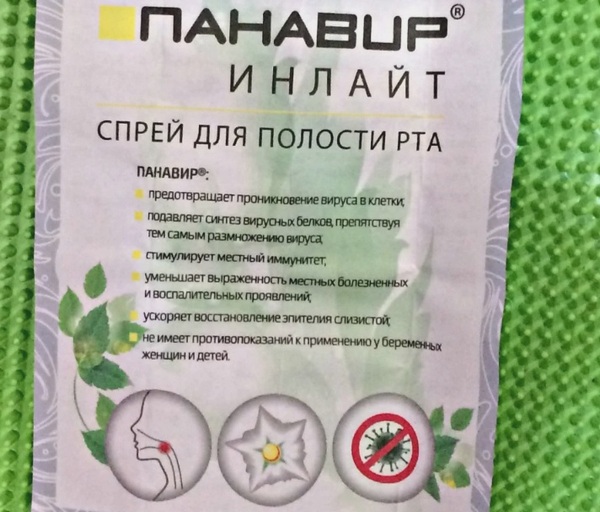 ПАНАВИР®
ИНЛАЙТ
СПРЕЙ ДЛЯ ПОЛОСТИ РТА
ПАНАВИР®:
предотвращает проникновение вируса в клетки;
подавляет синтез вирусных белков, препятствуя
тем самым размножению вируса;
стимулирует местный иммунитет;
уменьшает выраженность местных болезненных
и воспалительных проявлений;
ускоряет восстановление эпителия слизистой;
не имеет противопоказаний к применению у беременных
женщин и детей.